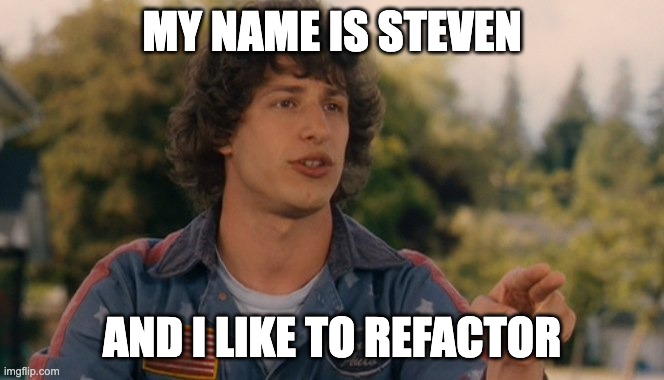 MY NAME IS STEVEN
AND I LIKE TO REFACTOR
imgflip.com